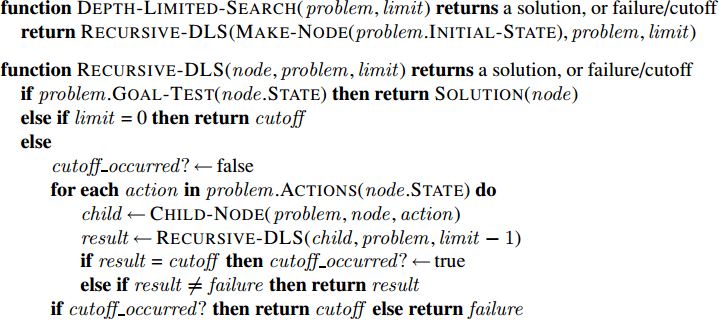 function DEPTH-LIMITED-SEARCH(problem, limit) returns a solution, or failure/cutoff
return RECURSIVE-DLS(MAKE-NODE(problem.INITIAL-STATE), problem, limit)
function RECURSIVE-DLS(node, problem, limit) returns a solution, or failure/cutoff
if problem.GOAL-TEST(node.STATE) then return SOLUTION(node)
else if limit = 0 then return cutoff
else
cutoff_occurred? ← false
for each action in problem.ACTIONS(node.STATE) do
child ← CHILD-NODE(problem, node, action)
result ← RECURSIVE-DLS(child, problem, limit − 1)
if result = cutoff then cutoff_occurred? ← true
else if result ≠ failure then return result
if cutoff_occurred? then return cutoff else return failure